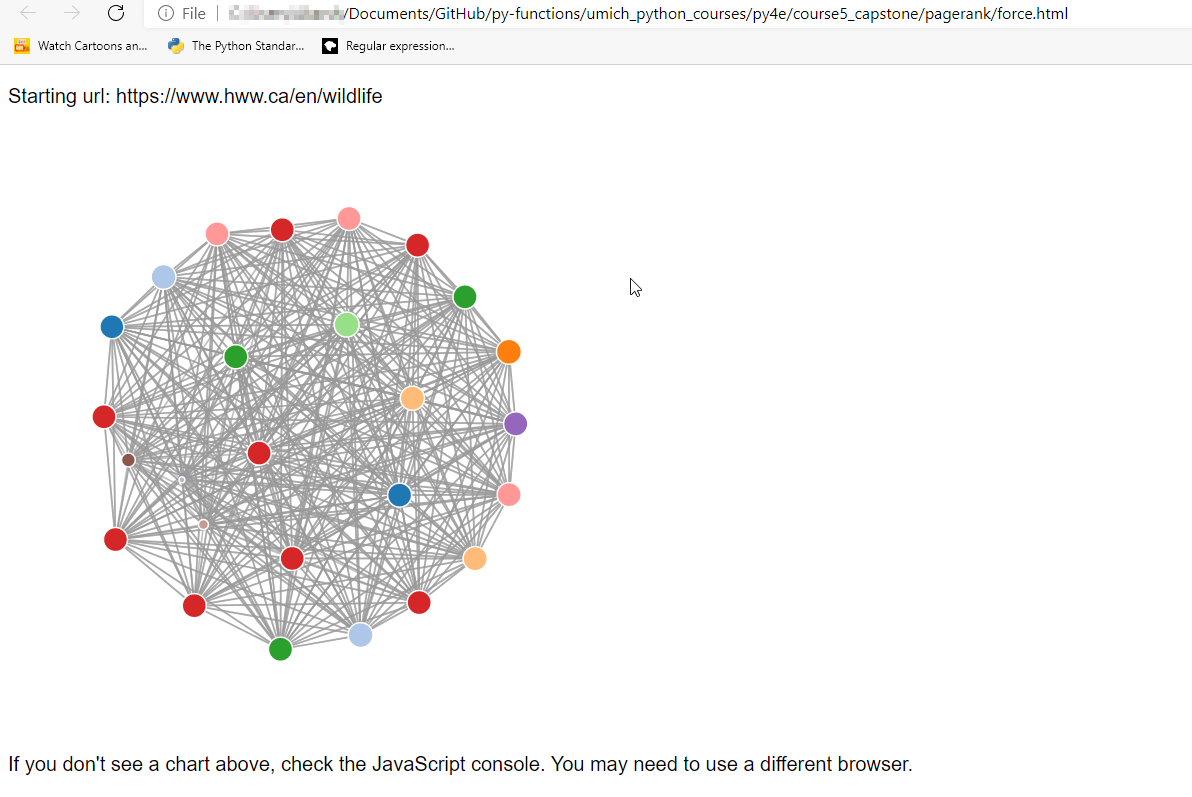 File | /Documents/GitHub/py-functions/umich_python_courses/py4e/course5_capstone/pagerank/force.html
Watch Cartoons an... The Python Standar... Regular expression...
Starting url: https://www.hww.ca/en/wildlife
If you don't see a chart above, check the JavaScript console. You may need to use a different browser.